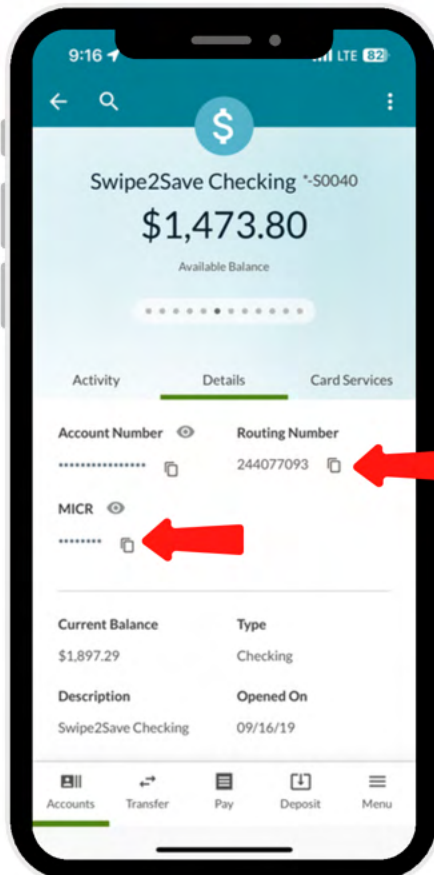 9:16 LTE 82
Swipe2Save Checking *-S0040
$1,473.80
Available Balance
Activity Details Card Services
Account Number Routing Number
•••••••••••••••• 244077093
MICR
••••••••
Current Balance Type
$1,897.29 Checking
Description Opened On
Swipe2Save Checking 09/16/19
Accounts Transfer Pay Deposit Menu